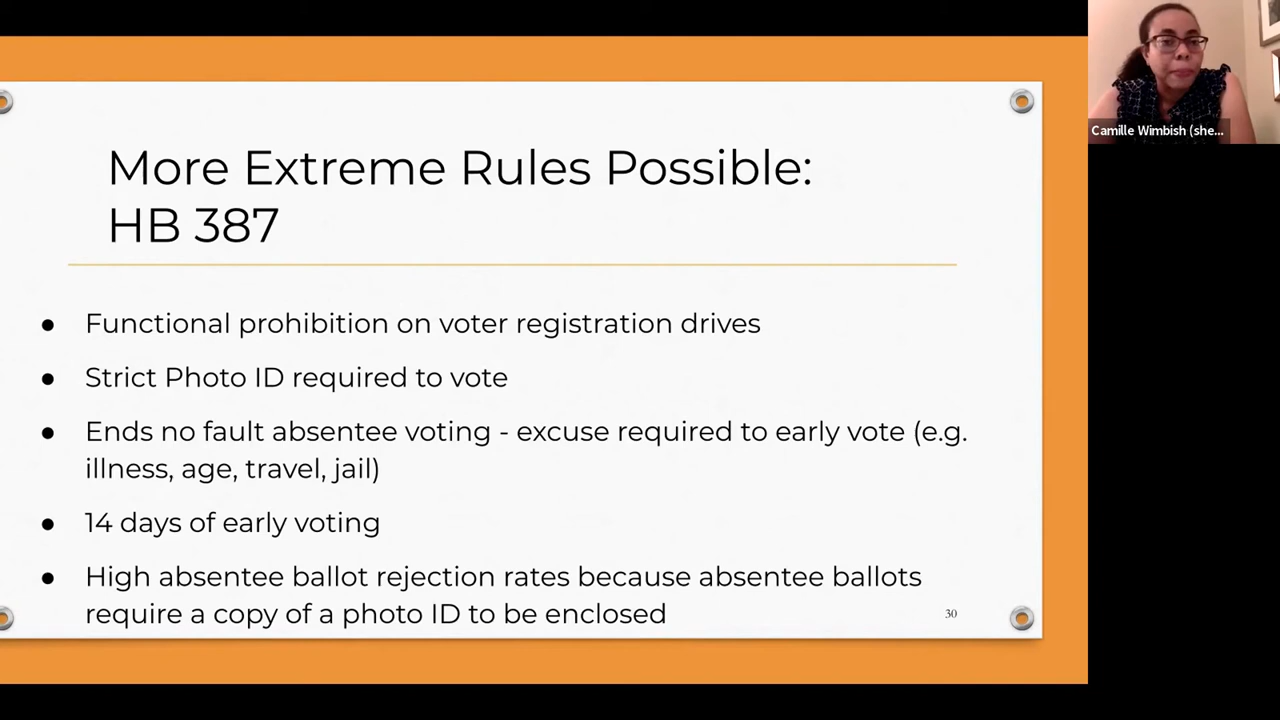 More Extreme Rules Possible:
HB 387
● Functional prohibition on voter registration drives
● Strict Photo ID required to vote
● Ends no fault absentee voting - excuse required to early vote (e.g.
illness, age, travel, jail)
● 14 days of early voting
● High absentee ballot rejection rates because absentee ballots
require a copy of a photo ID to be enclosed
30
Camille Wimbish (she...